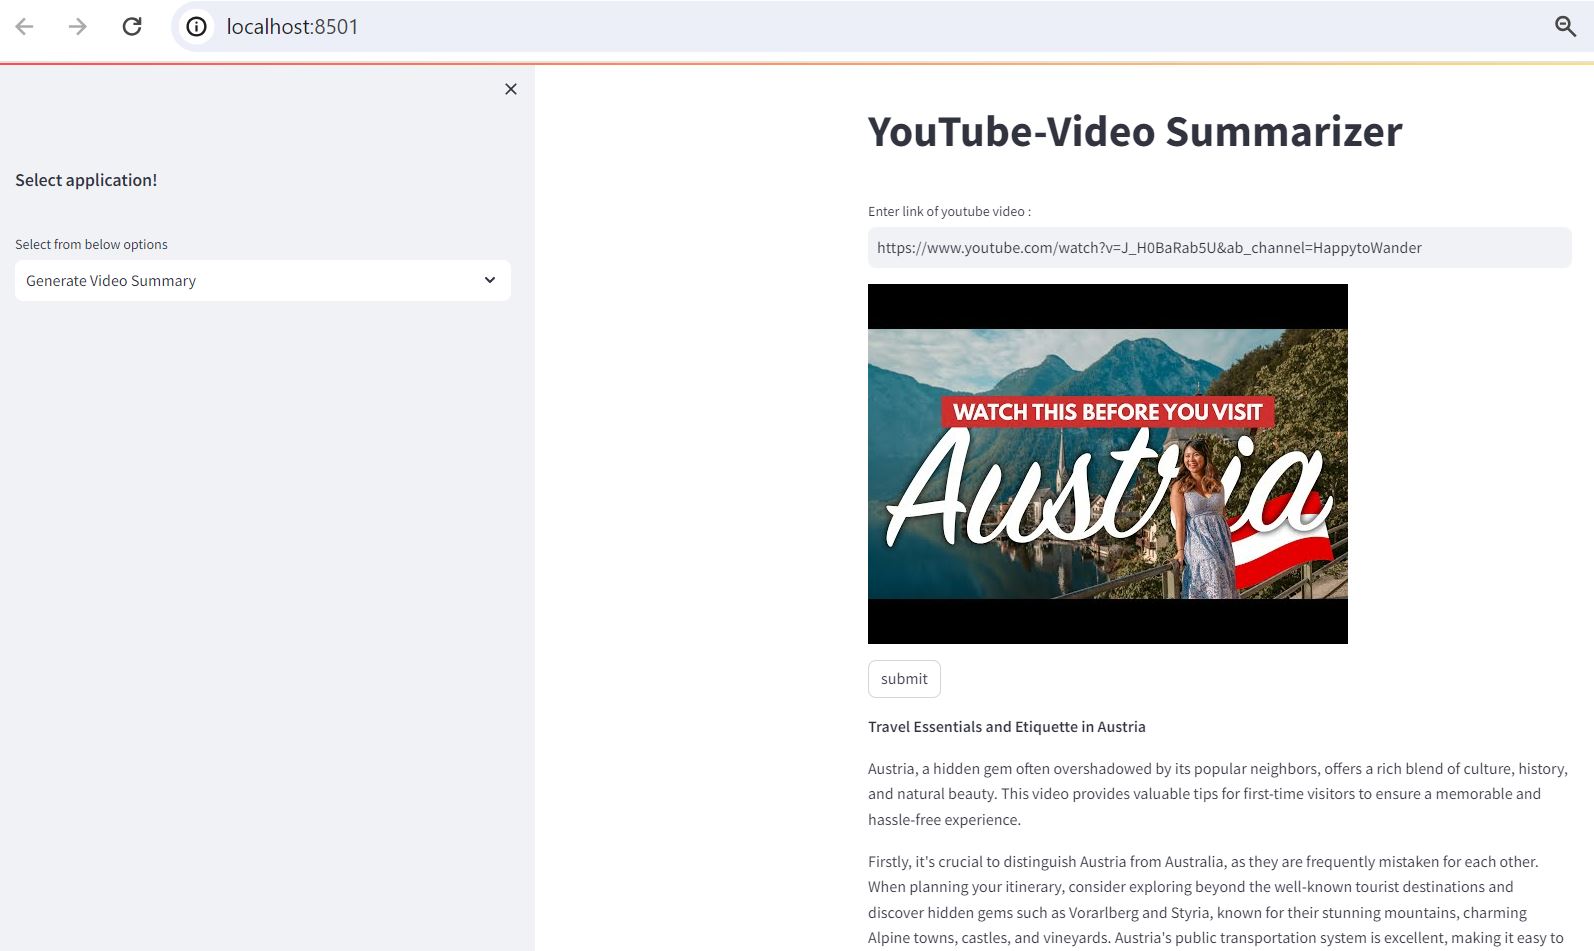 localhost:8501
Select application!
Select from below options
Generate Video Summary
YouTube-Video Summarizer
Enter link of youtube video :
https://www.youtube.com/watch?v=J_H0BaRab5U&ab_channel=HappytoWander
WATCH THIS BEFORE YOU VISIT
Austria
submit
Travel Essentials and Etiquette in Austria
Austria, a hidden gem often overshadowed by its popular neighbors, offers a rich blend of culture, history,
and natural beauty. This video provides valuable tips for first-time visitors to ensure a memorable and
hassle-free experience.
Firstly, it's crucial to distinguish Austria from Australia, as they are frequently mistaken for each other.
When planning your itinerary, consider exploring beyond the well-known tourist destinations and
discover hidden gems such as Vorarlberg and Styria, known for their stunning mountains, charming
Alpine towns, castles, and vineyards. Austria's public transportation system is excellent, making it easy to